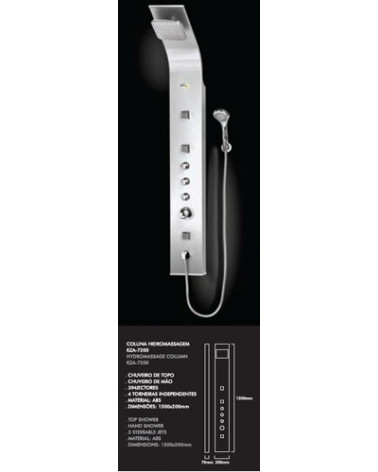 COLUNA HIDROMASSAGEM
KZA-7200
HYDROMASSAGE COLUMN
KZA-7200
. CHUVEIRO DE TOPO
. CHUVEIRO DE MÃO
. 3INJECTORES
. 4 TORNEIRAS INDEPENDENTES
. MATERIAL: ABS
. DIMENSÕES: 1500x200mm
TOP SHOWER
HAND SHOWER
3 STEERABLE JETS
MATERIAL: ABS
DIMENSIONS: 1500x200mm
1500mm
70mm 200mm